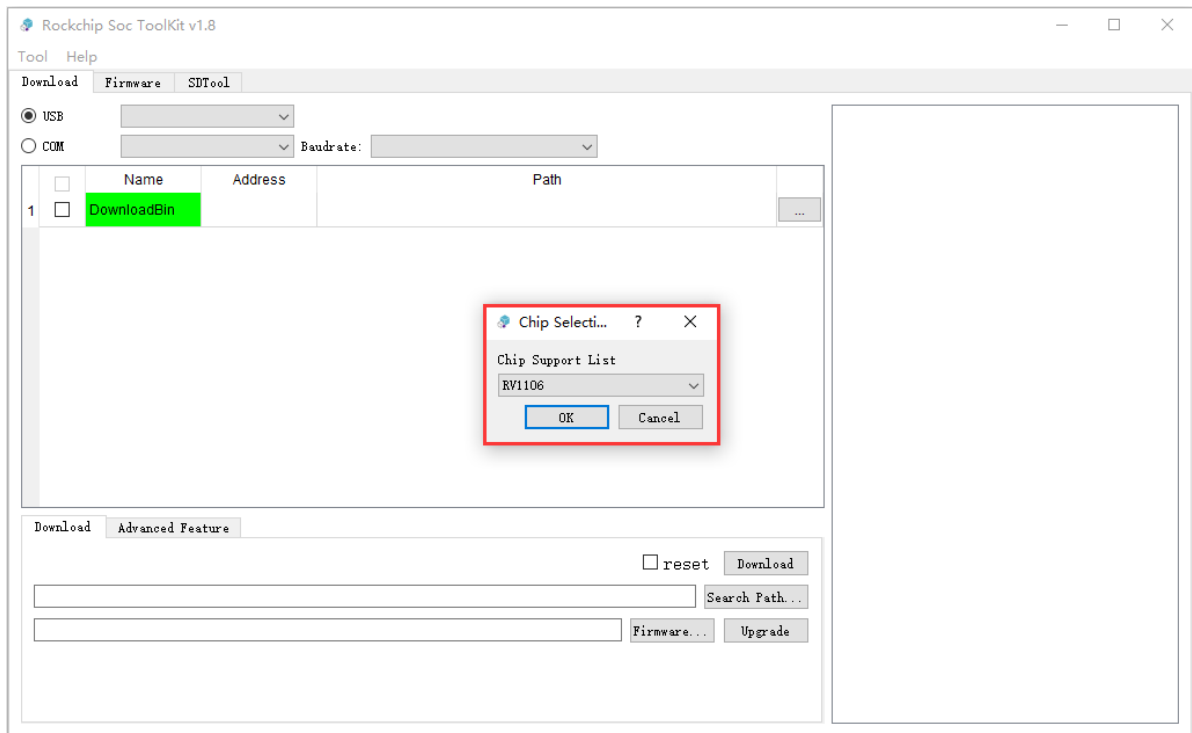 Rockchip Soc ToolKit v1.8
Tool Help
Download Firmware SDTool
USB
COM Baudrate:
Name Address Path
1 DownloadBin ...
Chip Selecti... ?
Chip Support List
RV1106
OK Cancel
Download Advanced Feature
reset Download
Search Path...
Firmware... Upgrade